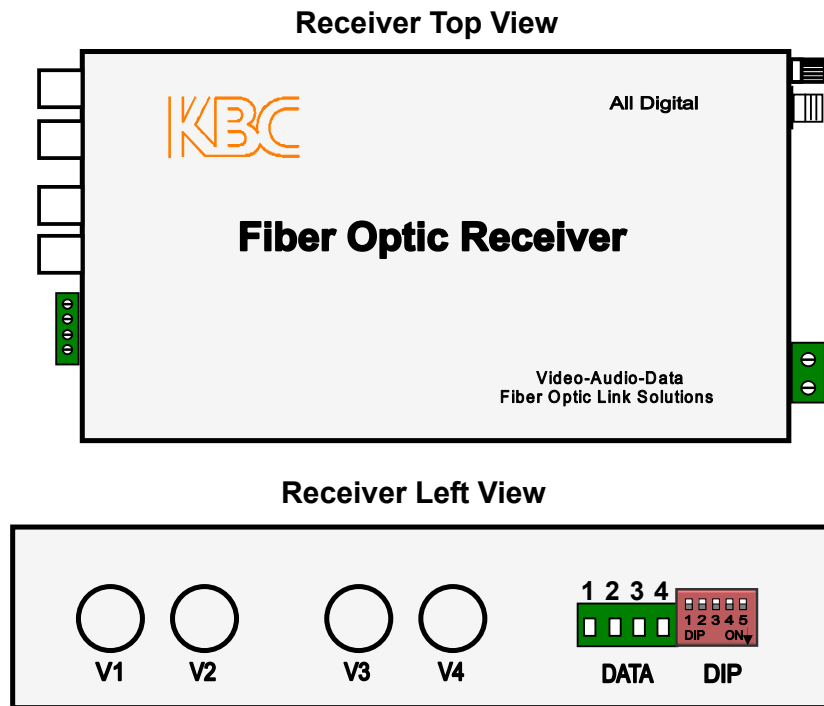 Receiver Top View
KBC
All Digital
Fiber Optic Receiver
Video-Audio-Data
Fiber Optic Link Solutions
Receiver Left View
1 2 3 4
1 2 3 4 5
DIP ON
V1 V2 V3 V4 DATA DIP